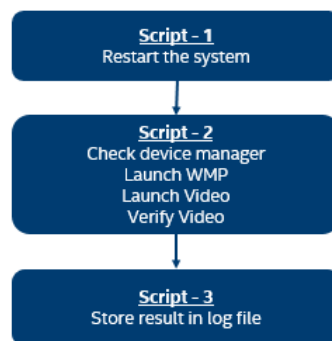 Script - 1
Restart the system
Script - 2
Check device manager
Launch WMP
Launch Video
Verify Video
Script - 3
Store result in log file